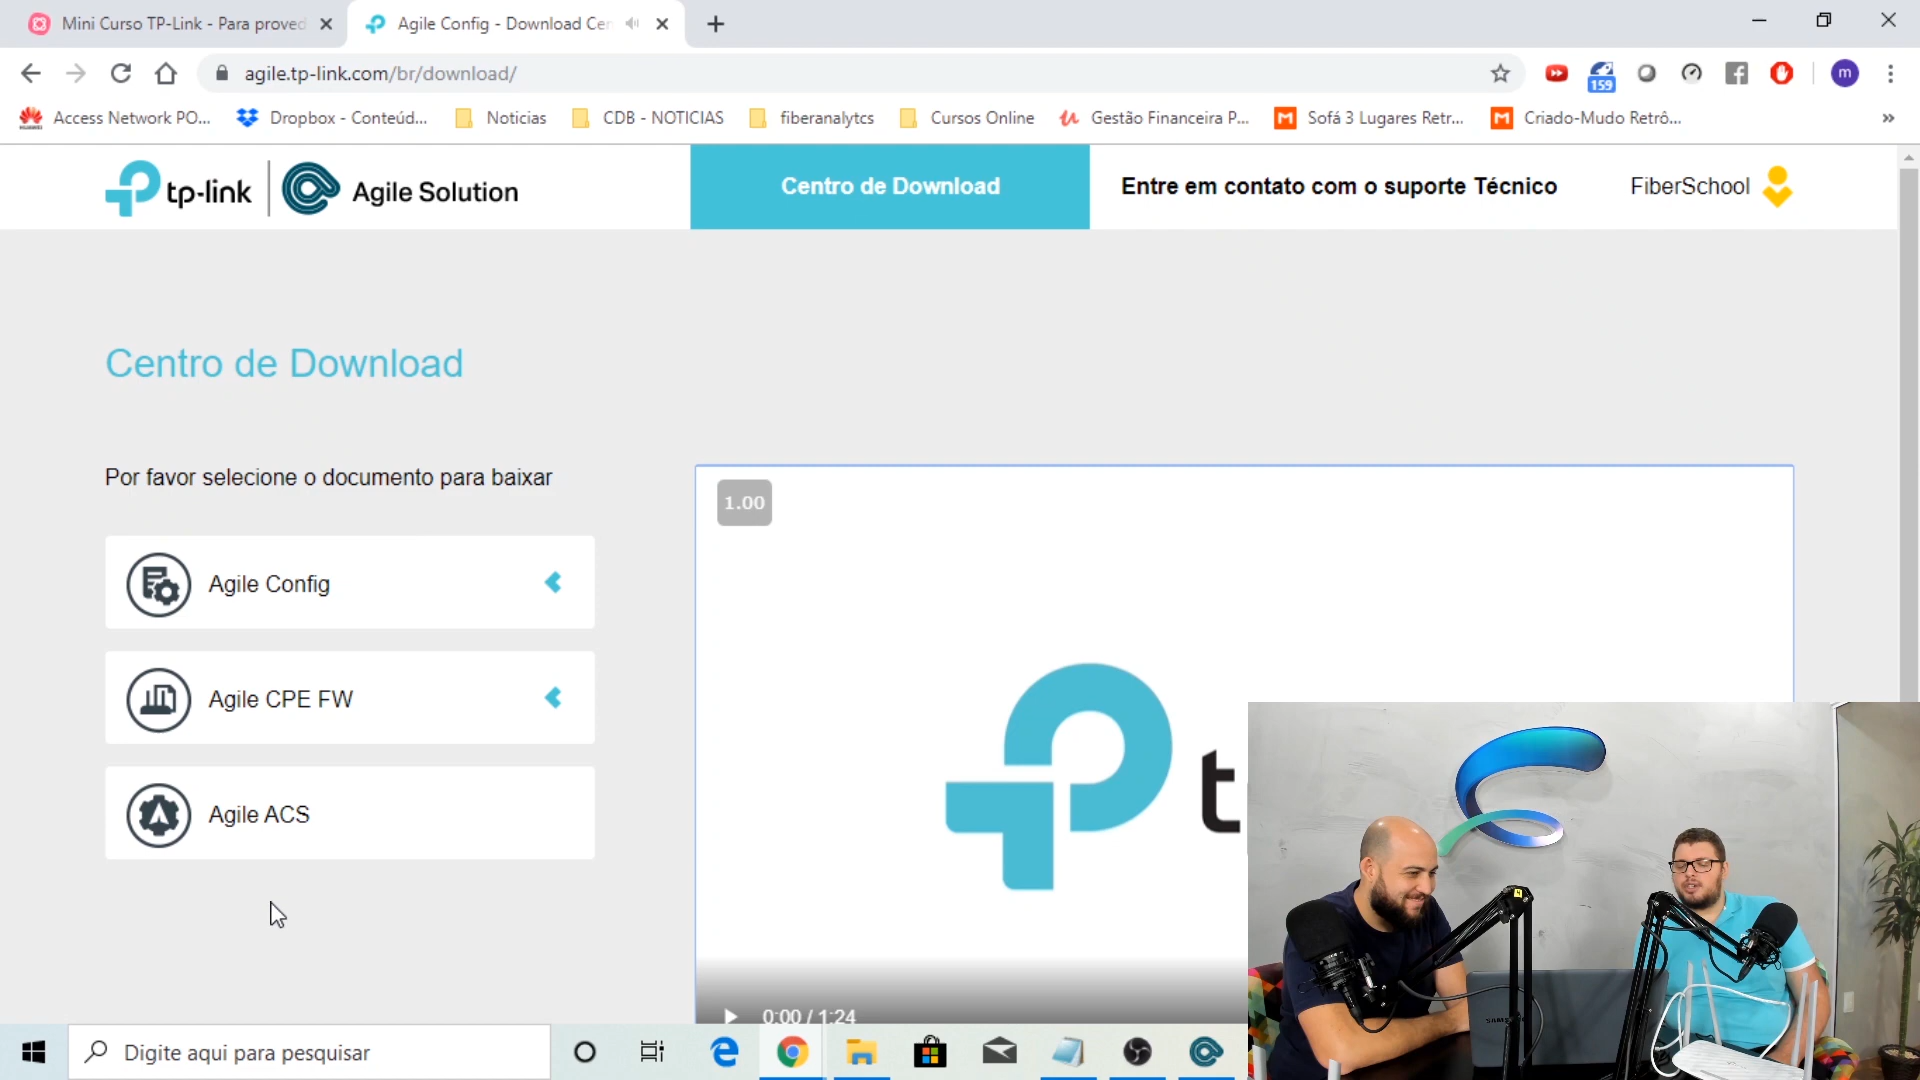 Mini Curso TP-Link - Para proved
Agile Config - Download Cen
agile.tp-link.com/br/download/
159
m
Access Network PO...
Dropbox - Conteúd...
Noticias
CDB - NOTICIAS
fiberanalytcs
Cursos Online
Gestão Financeira P...
Sofá 3 Lugares Retr...
Criado-Mudo Retrô...
»
tp-link
Agile Solution
Centro de Download
Entre em contato com o suporte Técnico
FiberSchool
Centro de Download
Por favor selecione o documento para baixar
1.00
Agile Config
Agile CPE FW
Agile ACS
t
0:00 / 1:24
Digite aqui para pesquisar